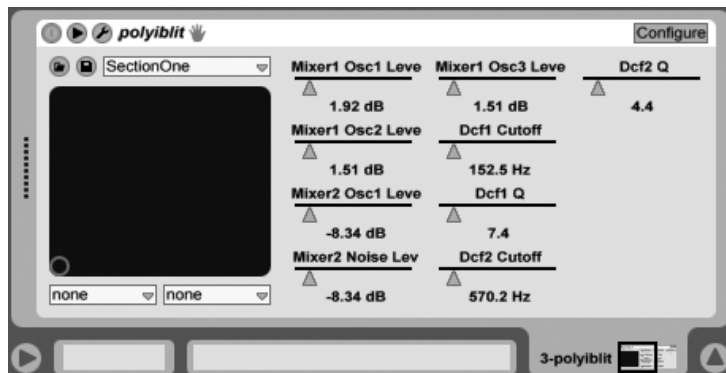 polyiblit
Configure
SectionOne
none
none
Mixer1 Osc1 Leve
1.92 dB
Mixer1 Osc2 Leve
1.51 dB
Mixer2 Osc1 Leve
-8.34 dB
Mixer2 Noise Lev
-8.34 dB
Mixer1 Osc3 Leve
1.51 dB
Dcf1 Cutoff
152.5 Hz
Dcf1 Q
7.4
Dcf2 Cutoff
570.2 Hz
Dcf2 Q
4.4
3-polyiblit